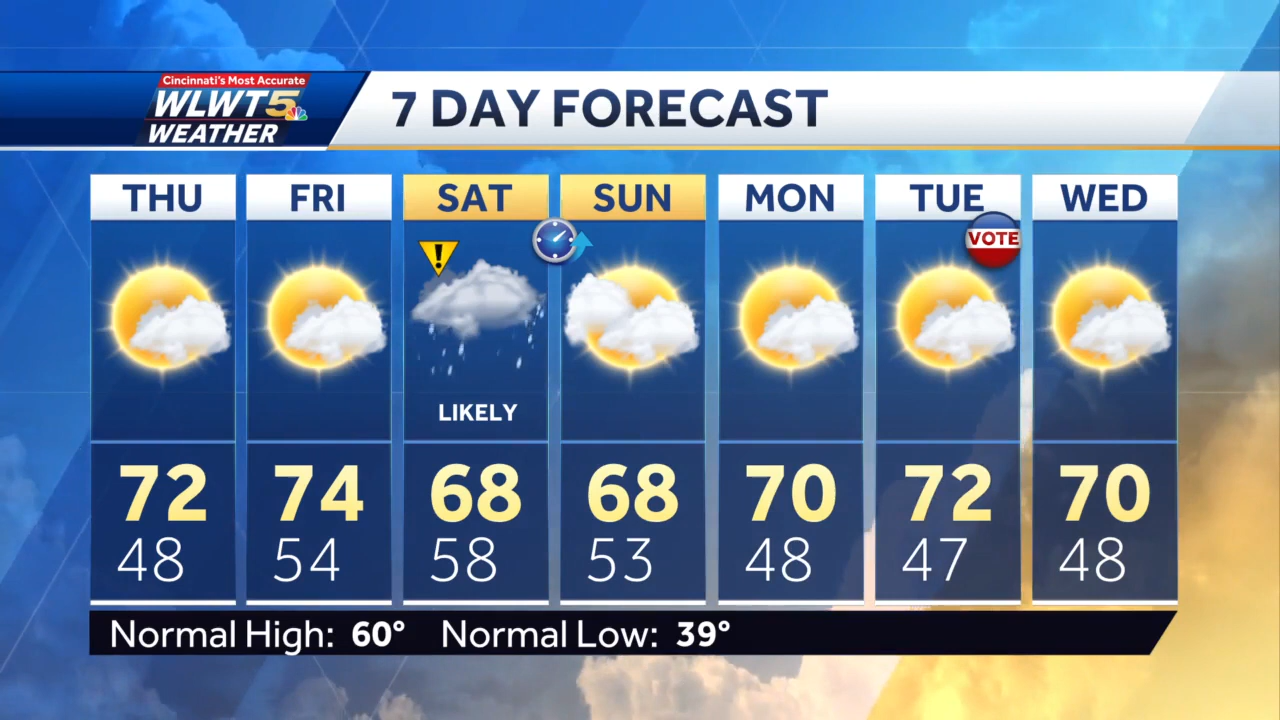 Cincinnati's Most Accurate
WLWT5
WEATHER
7 DAY FORECAST
THU FRI SAT SUN MON TUE WED
!
VOTE
LIKELY
72 74 68 68 70 72 70
48 54 58 53 48 47 48
Normal High: 60° Normal Low: 39°